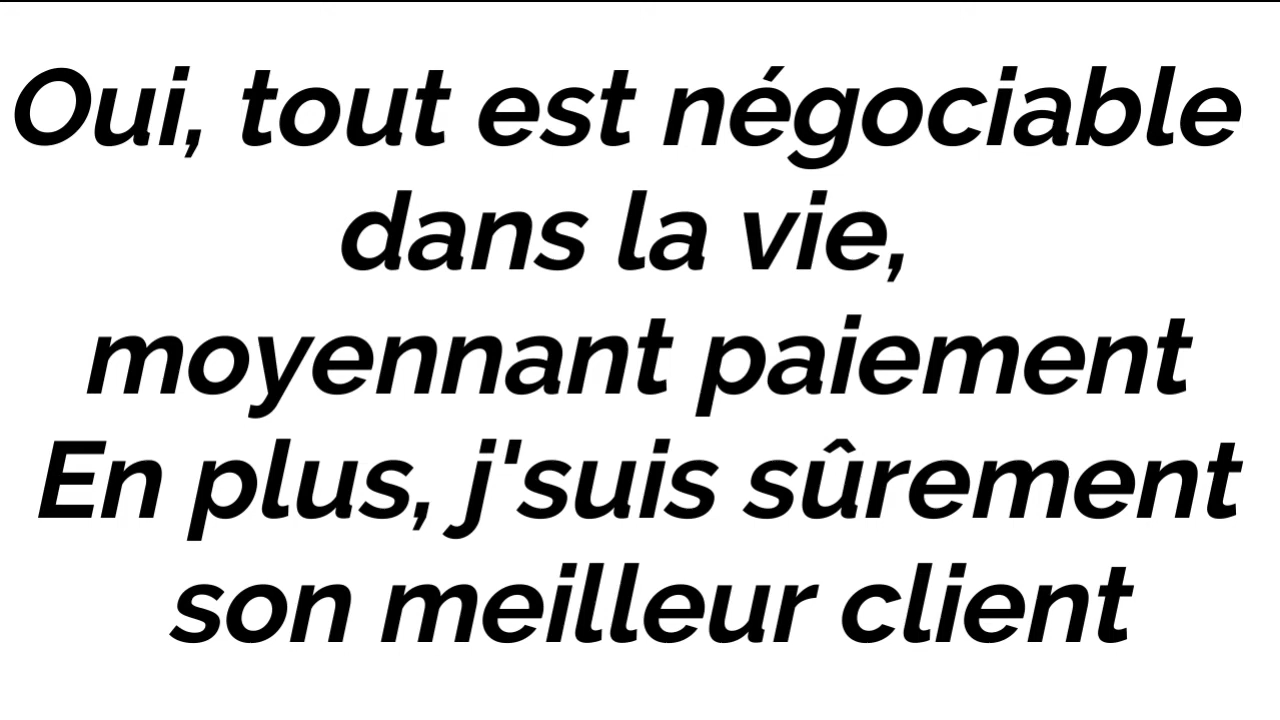 Oui, tout est négociable
dans la vie,
moyennant paiement
En plus, j'suis sûrement
son meilleur client